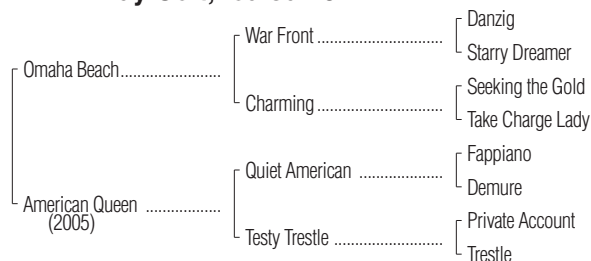 Danzig
War Front ..............................
Starry Dreamer
Omaha Beach........................
Seeking the Gold
Charming ..............................
Take Charge Lady
Fappiano
Quiet American ....................
Demure
American Queen ..................
(2005)
Private Account
Testy Trestle ..........................
Trestle